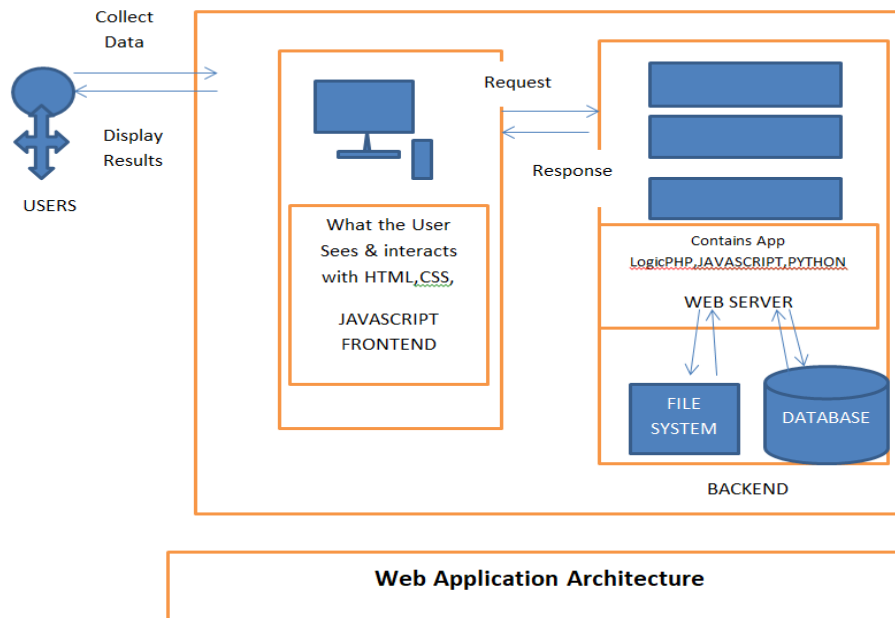 Collect
Data
Display
Results
USERS
What the User
Sees & interacts
with HTML,CSS,
JAVASCRIPT
FRONTEND
Request
Response
Contains App
LogicPHP,JAVASCRIPT,PYTHON
WEB SERVER
FILE
SYSTEM
DATABASE
BACKEND
Web Application Architecture